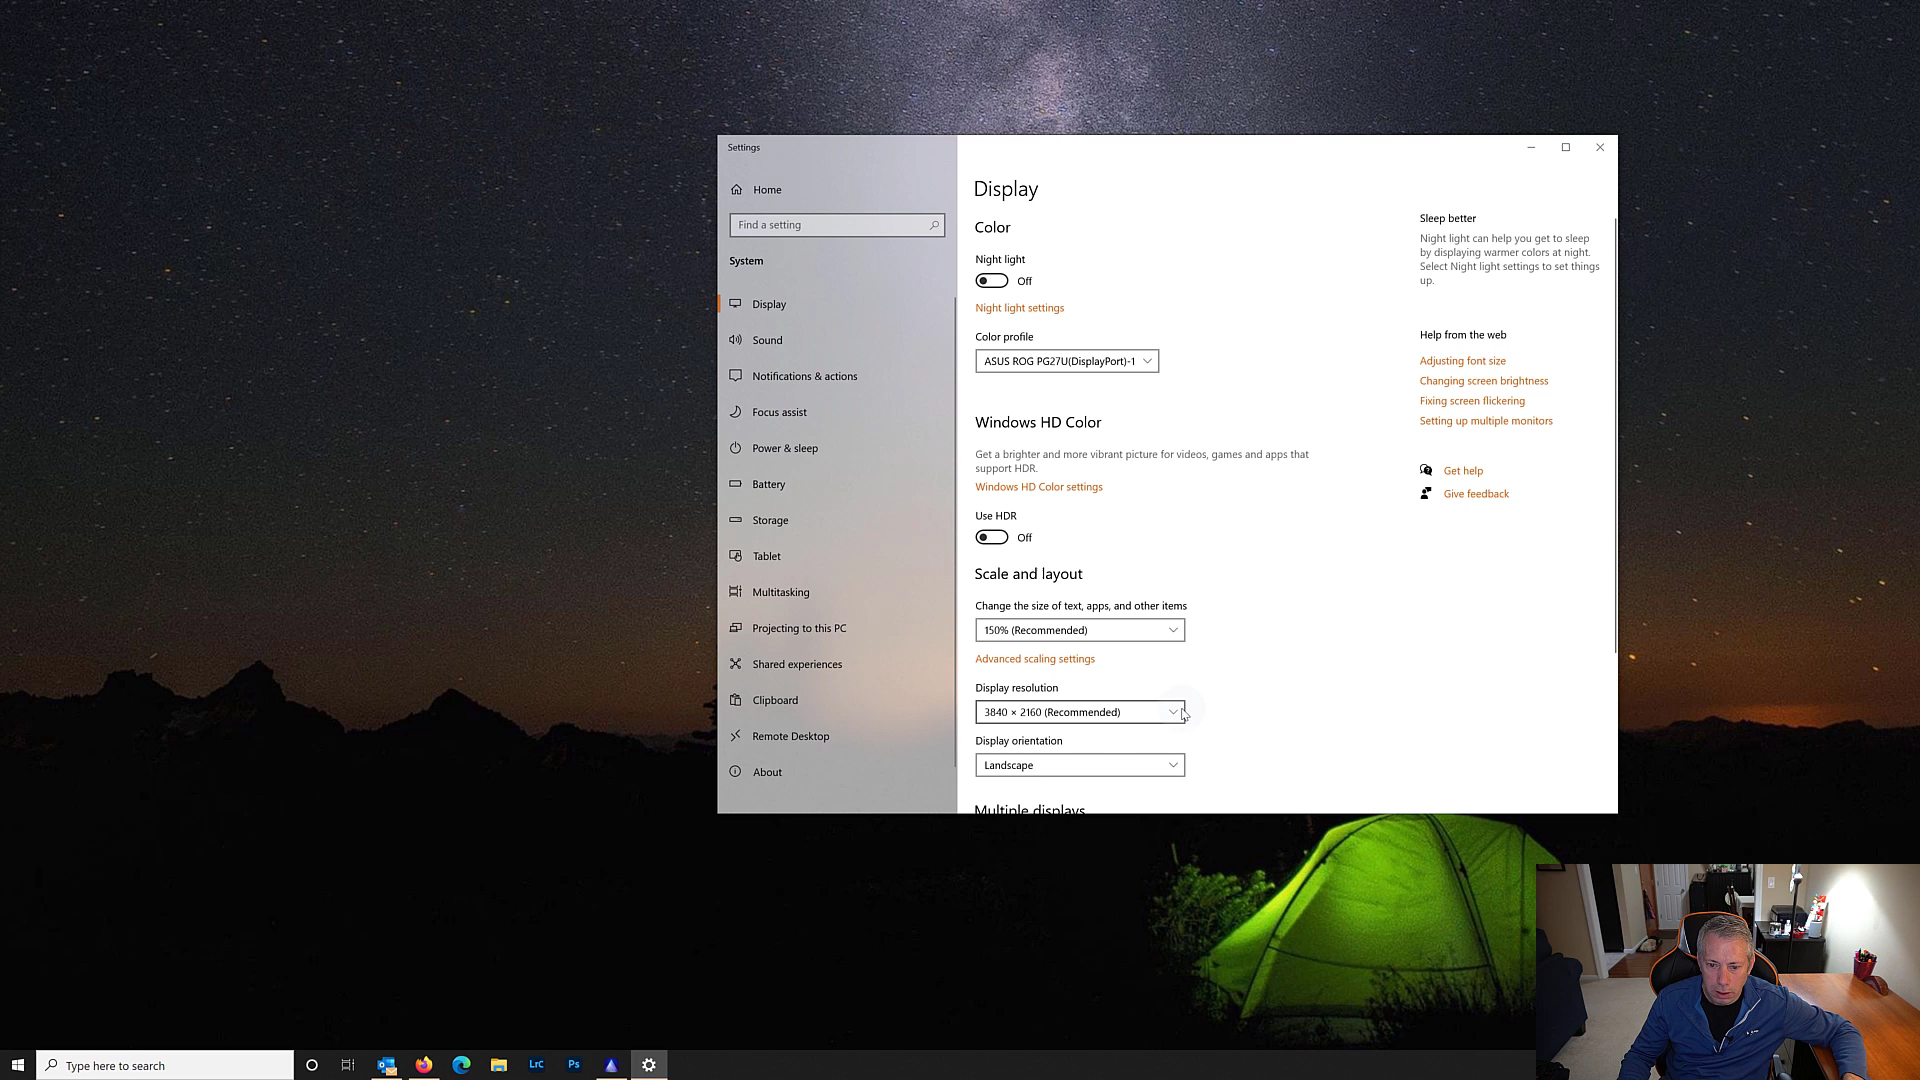 Settings
Home
Find a setting
System
Display
Sound
Notifications & actions
Focus assist
Power & sleep
Battery
Storage
Tablet
Multitasking
Projecting to this PC
Shared experiences
Clipboard
Remote Desktop
About
Display
Color
Night light
Off
Night light settings
Color profile
ASUS ROG PG27U(DisplayPort)-1
Windows HD Color
Get a brighter and more vibrant picture for videos, games and apps that
support HDR.
Windows HD Color settings
Use HDR
Off
Scale and layout
Change the size of text, apps, and other items
150% (Recommended)
Advanced scaling settings
Display resolution
3840 × 2160 (Recommended)
Display orientation
Landscape
Multiple displays
Sleep better
Night light can help you get to sleep
by displaying warmer colors at night.
Select Night light settings to set things
up.
Help from the web
Adjusting font size
Changing screen brightness
Fixing screen flickering
Setting up multiple monitors
Get help
Give feedback
Type here to search
LrC
Ps